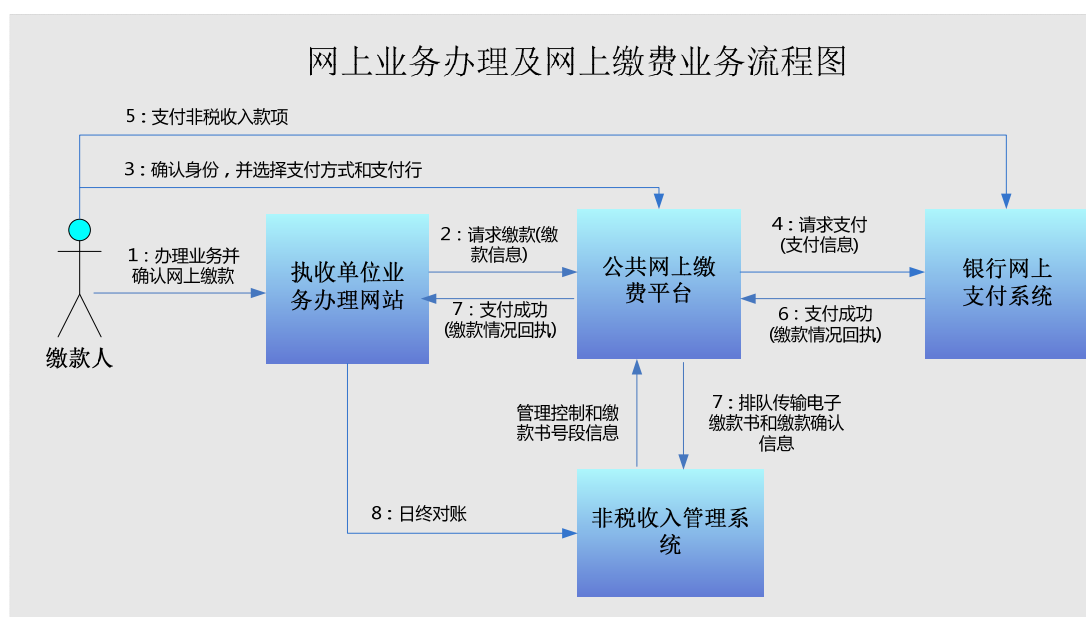 网上业务办理及网上缴费业务流程图
5：支付非税收入款项
3：确认身份，并选择支付方式和支付行
1：办理业务并
确认网上缴款
缴款人
执收单位业
务办理网站
2：请求缴款(缴
款信息)
7：支付成功
(缴款情况回执)
公共网上缴
费平台
4：请求支付
(支付信息)
6：支付成功
(缴款情况回执)
银行网上
支付系统
管理控制和缴
款书号段信息
7：排队传输电子
缴款书和缴款确认
信息
8：日终对账
非税收入管理系
统